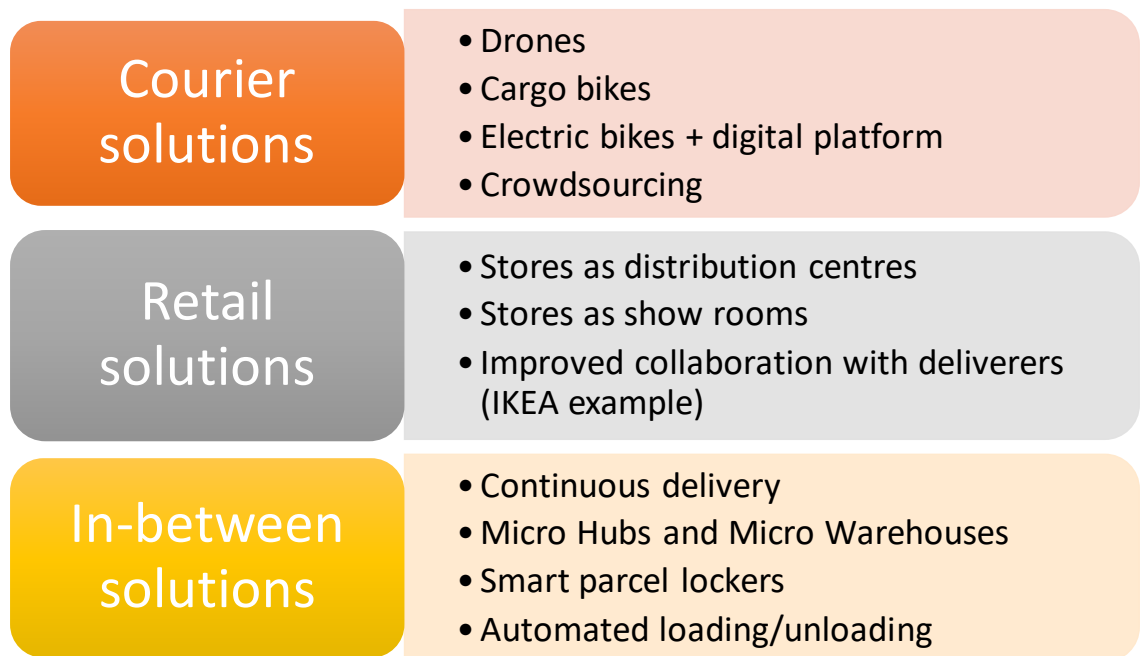 Courier
solutions
• Drones
• Cargo bikes
• Electric bikes + digital platform
• Crowdsourcing
Retail
solutions
• Stores as distribution centres
• Stores as show rooms
• Improved collaboration with deliverers
(IKEA example)
In-between
solutions
• Continuous delivery
• Micro Hubs and Micro Warehouses
• Smart parcel lockers
• Automated loading/unloading